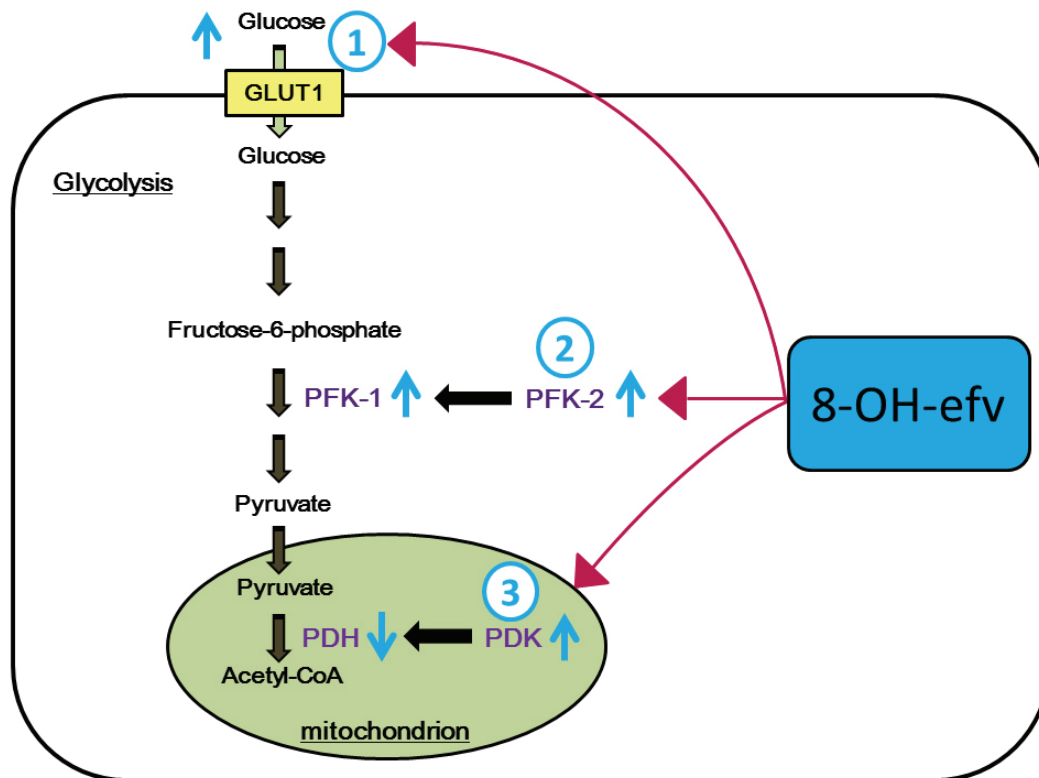 Glucose
1
GLUT1
Glucose
Glycolysis
Fructose-6-phosphate
2
PFK-1
PFK-2
8-OH-efv
Pyruvate
Pyruvate
3
PDH
PDK
Acetyl-CoA
mitochondrion